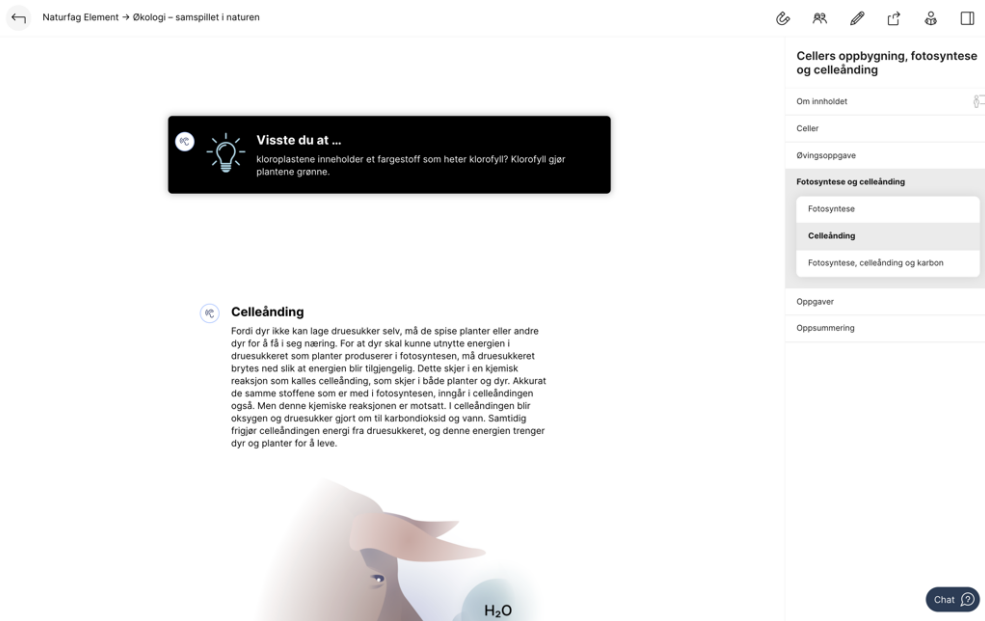 Naturfag Element → Økologi – samspillet i naturen
Visste du at ...
kloroplastene inneholder et fargestoff som heter klorofyll? Klorofyll gjør
plantene grønne.
Celleånding
Fordi dyr ikke kan lage druesukker selv, må de spise planter eller andre
dyr for å få i seg næring. For at dyr skal kunne utnytte energien i
druesukkeret som planter produserer i fotosyntesen, må druesukkeret
brytes ned slik at energien blir tilgjengelig. Dette skjer i en kjemisk
reaksjon som kalles celleånding, som skjer i både planter og dyr. Akkurat
de samme stoffene som er med i fotosyntesen, inngår i celleåndingen
også. Men denne kjemiske reaksjonen er motsatt. I celleåndingen blir
oksygen og druesukker gjort om til karbondioksid og vann. Samtidig
frigjør celleåndingen energi fra druesukkeret, og denne energien trenger
dyr og planter for å leve.
H₂O
Cellers oppbygning, fotosyntese
og celleånding
Om innholdet
Celler
Øvingsoppgave
Fotosyntese og celleånding
Fotosyntese
Celleånding
Fotosyntese, celleånding og karbon
Oppgaver
Oppsummering
Chat